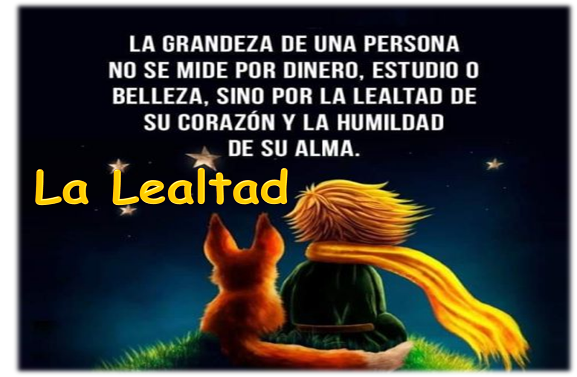 LA GRANDEZA DE UNA PERSONA
NO SE MIDE POR DINERO, ESTUDIO O
BELLEZA, SINO POR LA LEALTAD DE
SU CORAZÓN Y LA HUMILDAD
DE SU ALMA.
La Lealtad